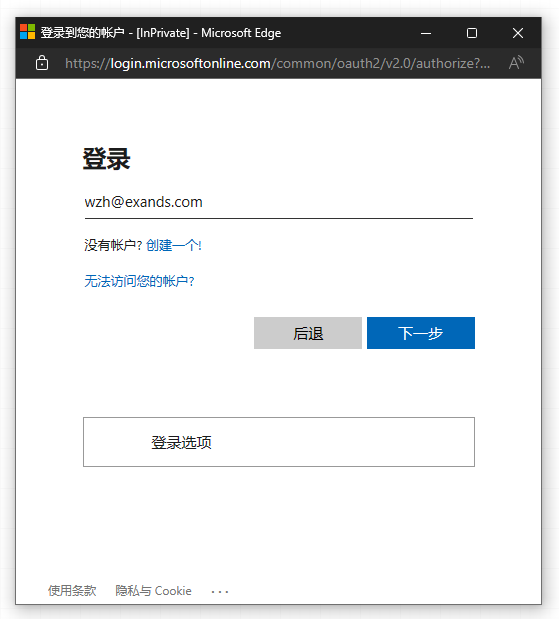 登录到您的帐户 - [InPrivate] - Microsoft Edge
https://login.microsoftonline.com/common/oauth2/v2.0/authorize?...
登录
wzh@exands.com
没有帐户? 创建一个!
无法访问您的帐户?
后退 下一步
登录选项
使用条款 隐私与 Cookie ...